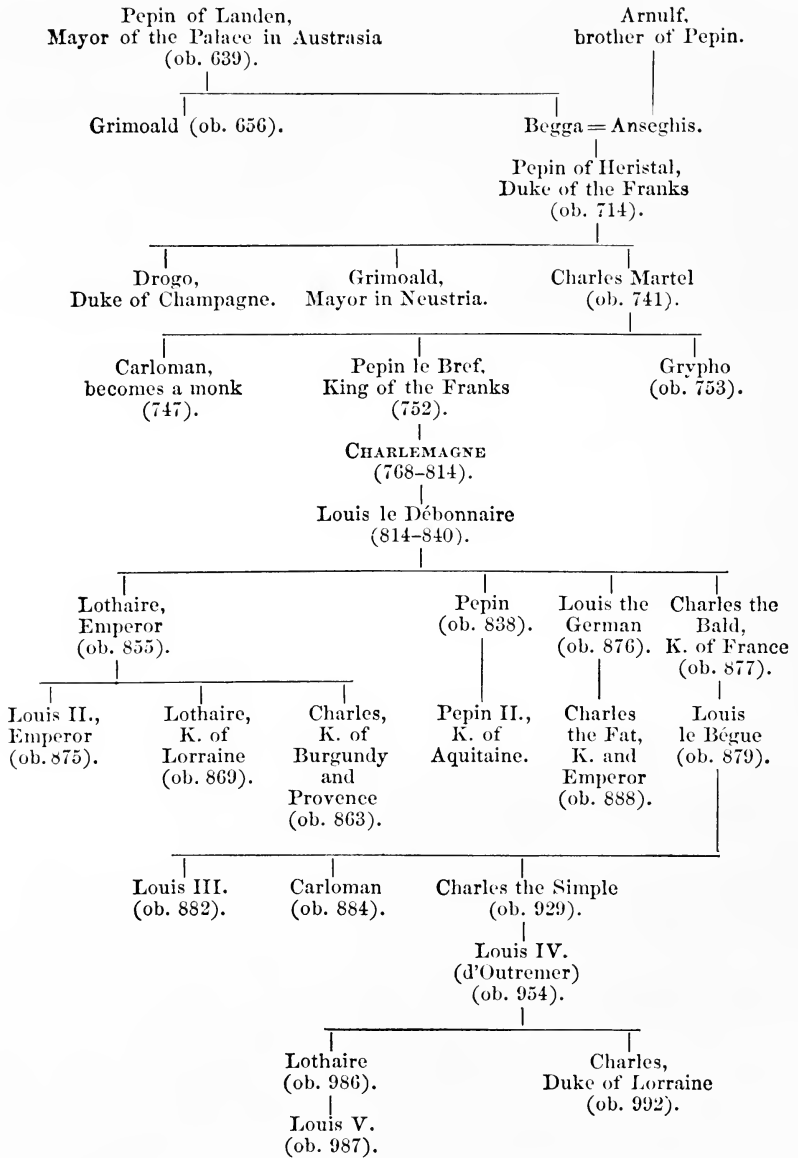 Pepin of Landen,
Mayor of the Palace in Austrasia
(ob. 639).
Arnulf,
brother of Pepin.
Grimoald (ob. 656).
Begga = Anseghis.
Pepin of Heristal,
Duke of the Franks
(ob. 714).
Drogo,
Duke of Champagne.
Grimoald,
Mayor in Neustria.
Charles Martel
(ob. 741).
Carloman,
becomes a monk
(747).
Pepin le Bref,
King of the Franks
(752).
Grypho
(ob. 753).
CHARLEMAGNE
(768–814).
Louis le Débonnaire
(814–840).
Lothaire,
Emperor
(ob. 855).
Pepin
(ob. 838).
Louis the
German
(ob. 876).
Charles the
Bald,
K. of France
(ob. 877).
Louis II.,
Emperor
(ob. 875).
Lothaire,
K. of
Lorraine
(ob. 869).
Charles,
K. of
Burgundy
and
Provence
(ob. 863).
Pepin II.,
K. of
Aquitaine.
Charles
the Fat,
K. and
Emperor
(ob. 888).
Louis
le Bégue
(ob. 879).
Louis III.
(ob. 882).
Carloman
(ob. 884).
Charles the Simple
(ob. 929).
Louis IV.
(d'Outremer)
(ob. 954).
Lothaire
(ob. 986).
Charles,
Duke of Lorraine
(ob. 992).
Louis V.
(ob. 987).